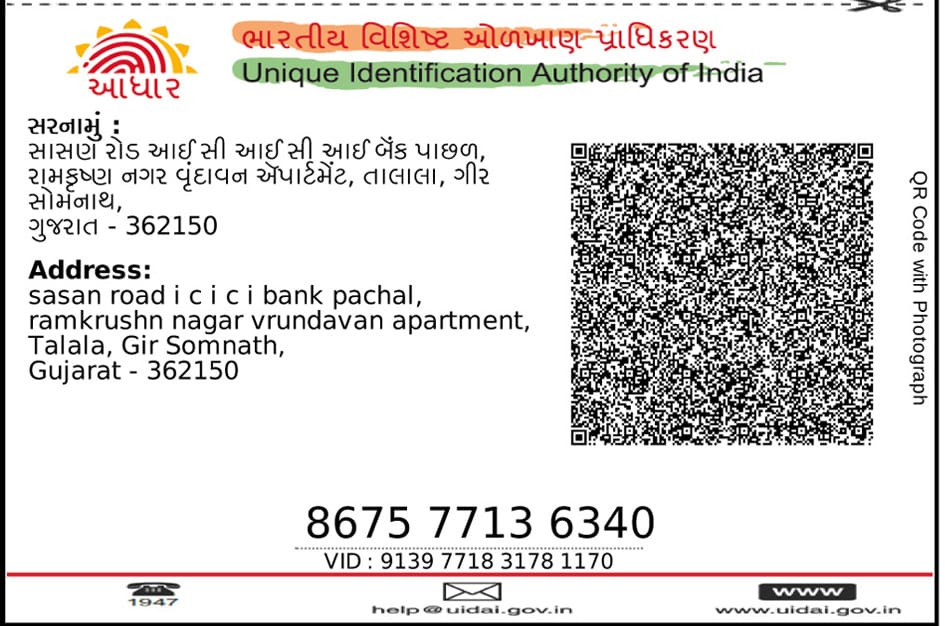 આધાર
ભારતીય વિશિષ્ટ ઓળખાણ પ્રાધિકરણ
Unique Identification Authority of India
સરનામું :
સાસણ રોડ આઈ સી આઈ સી આઈ બેંક પાછળ,
રામકૃષ્ણ નગર વૃંદાવન ઍપાર્ટમેંટ, તાલાલા, ગીર
સોમનાથ,
ગુજરાત - 362150
Address:
sasan road i c i c i bank pachal,
ramkrushn nagar vrundavan apartment,
Talala, Gir Somnath,
Gujarat - 362150
QR Code with Photograph
8675 7713 6340
VID : 9139 7718 3178 1170
1947
help@uidai.gov.in
www
www.uidai.gov.in